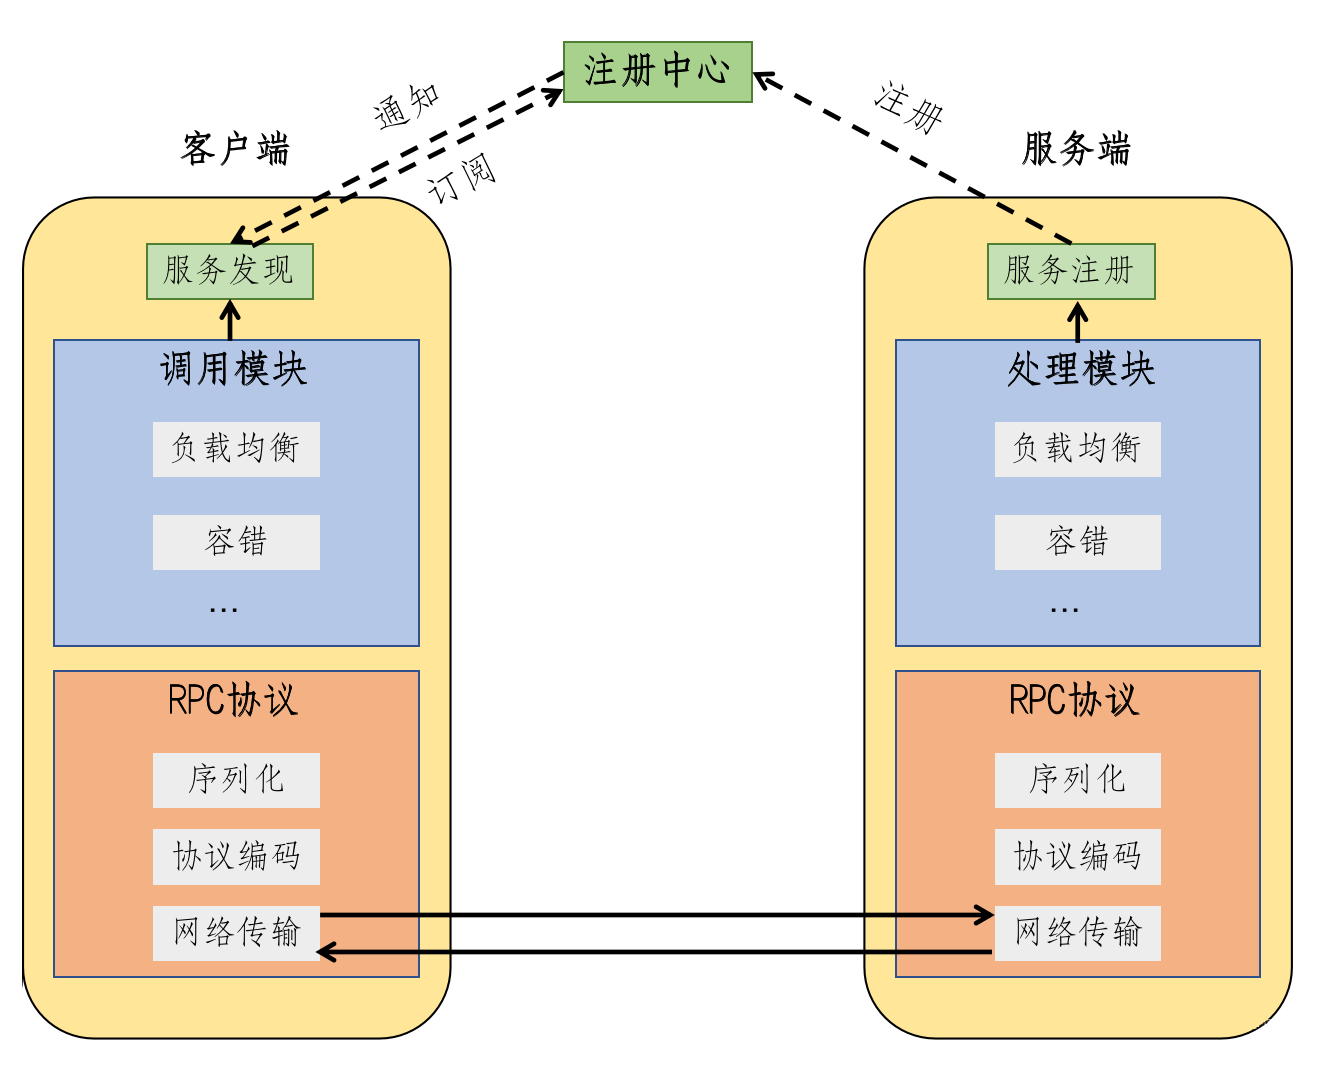 注册中心
通知
订阅
注册
客户端
服务发现
调用模块
负载均衡
容错
...
RPC协议
序列化
协议编码
网络传输
服务端
服务注册
处理模块
负载均衡
容错
...
RPC协议
序列化
协议编码
网络传输